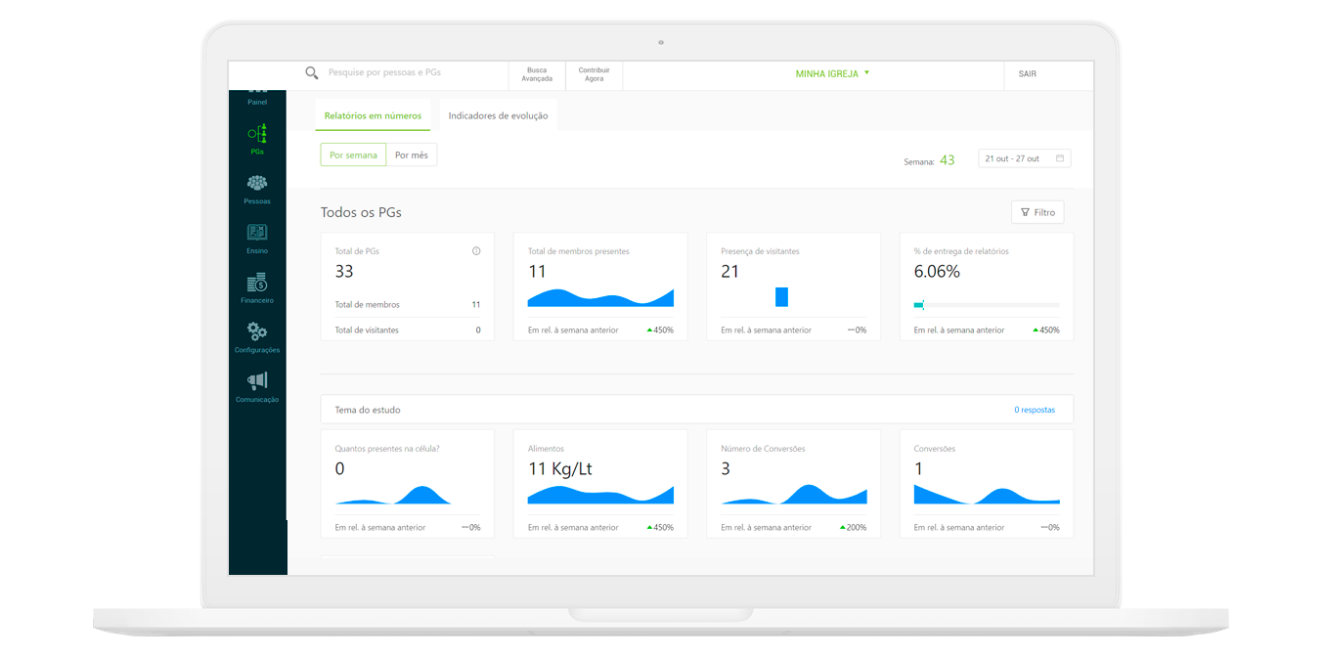 Pesquise por pessoas e PGs
Busca
Avançada
Contribuir
Agora
MINHA IGREJA
SAIR
Painel
PGs
Pessoas
Ensino
Financeiro
Configurações
Comunicação
Relatórios em números
Indicadores de evolução
Por semana
Por mês
Semana: 43
21 out - 27 out
Todos os PGs
Filtro
Total de PGs
33
Total de membros 11
Total de visitantes 0
Total de membros presentes
11
Em rel. à semana anterior 450%
Presença de visitantes
21
Em rel. à semana anterior —0%
% de entrega de relatórios
6.06%
Em rel. à semana anterior 450%
Tema do estudo
0 respostas
Quantos presentes na célula?
0
Em rel. à semana anterior —0%
Alimentos
11 Kg/Lt
Em rel. à semana anterior 450%
Número de Conversões
3
Em rel. à semana anterior 200%
Conversões
1
Em rel. à semana anterior —0%